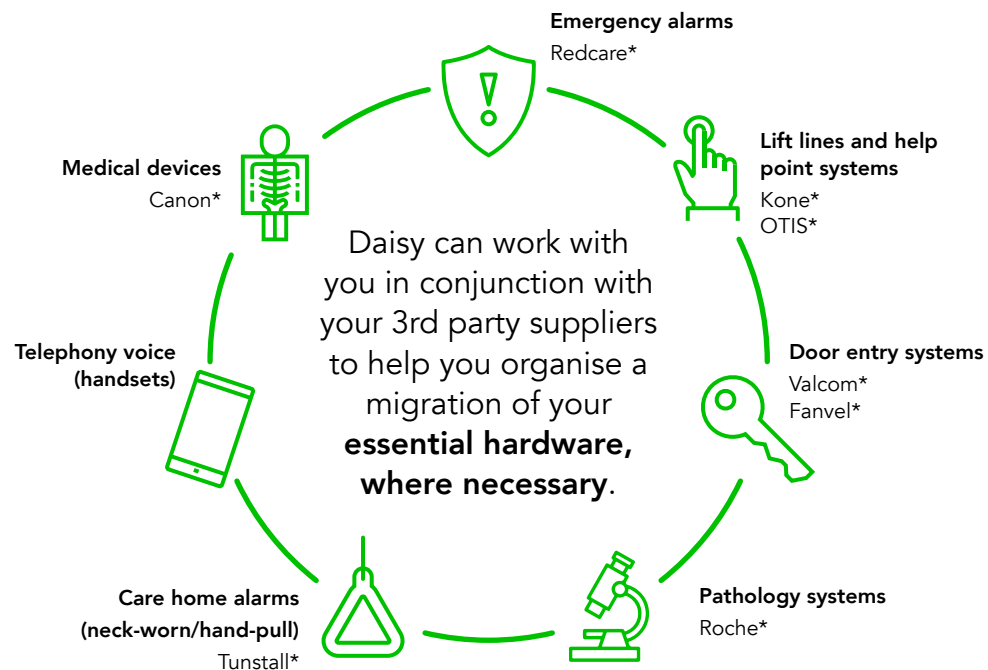 Emergency alarms
Redcare*
Lift lines and help
point systems
Kone*
OTIS*
Medical devices
Canon*
Daisy can work with
you in conjunction with
your 3rd party suppliers
to help you organise a
migration of your
essential hardware,
where necessary.
Telephony voice
(handsets)
Door entry systems
Valcom*
Fanvel*
Care home alarms
(neck-worn/hand-pull)
Tunstall*
Pathology systems
Roche*